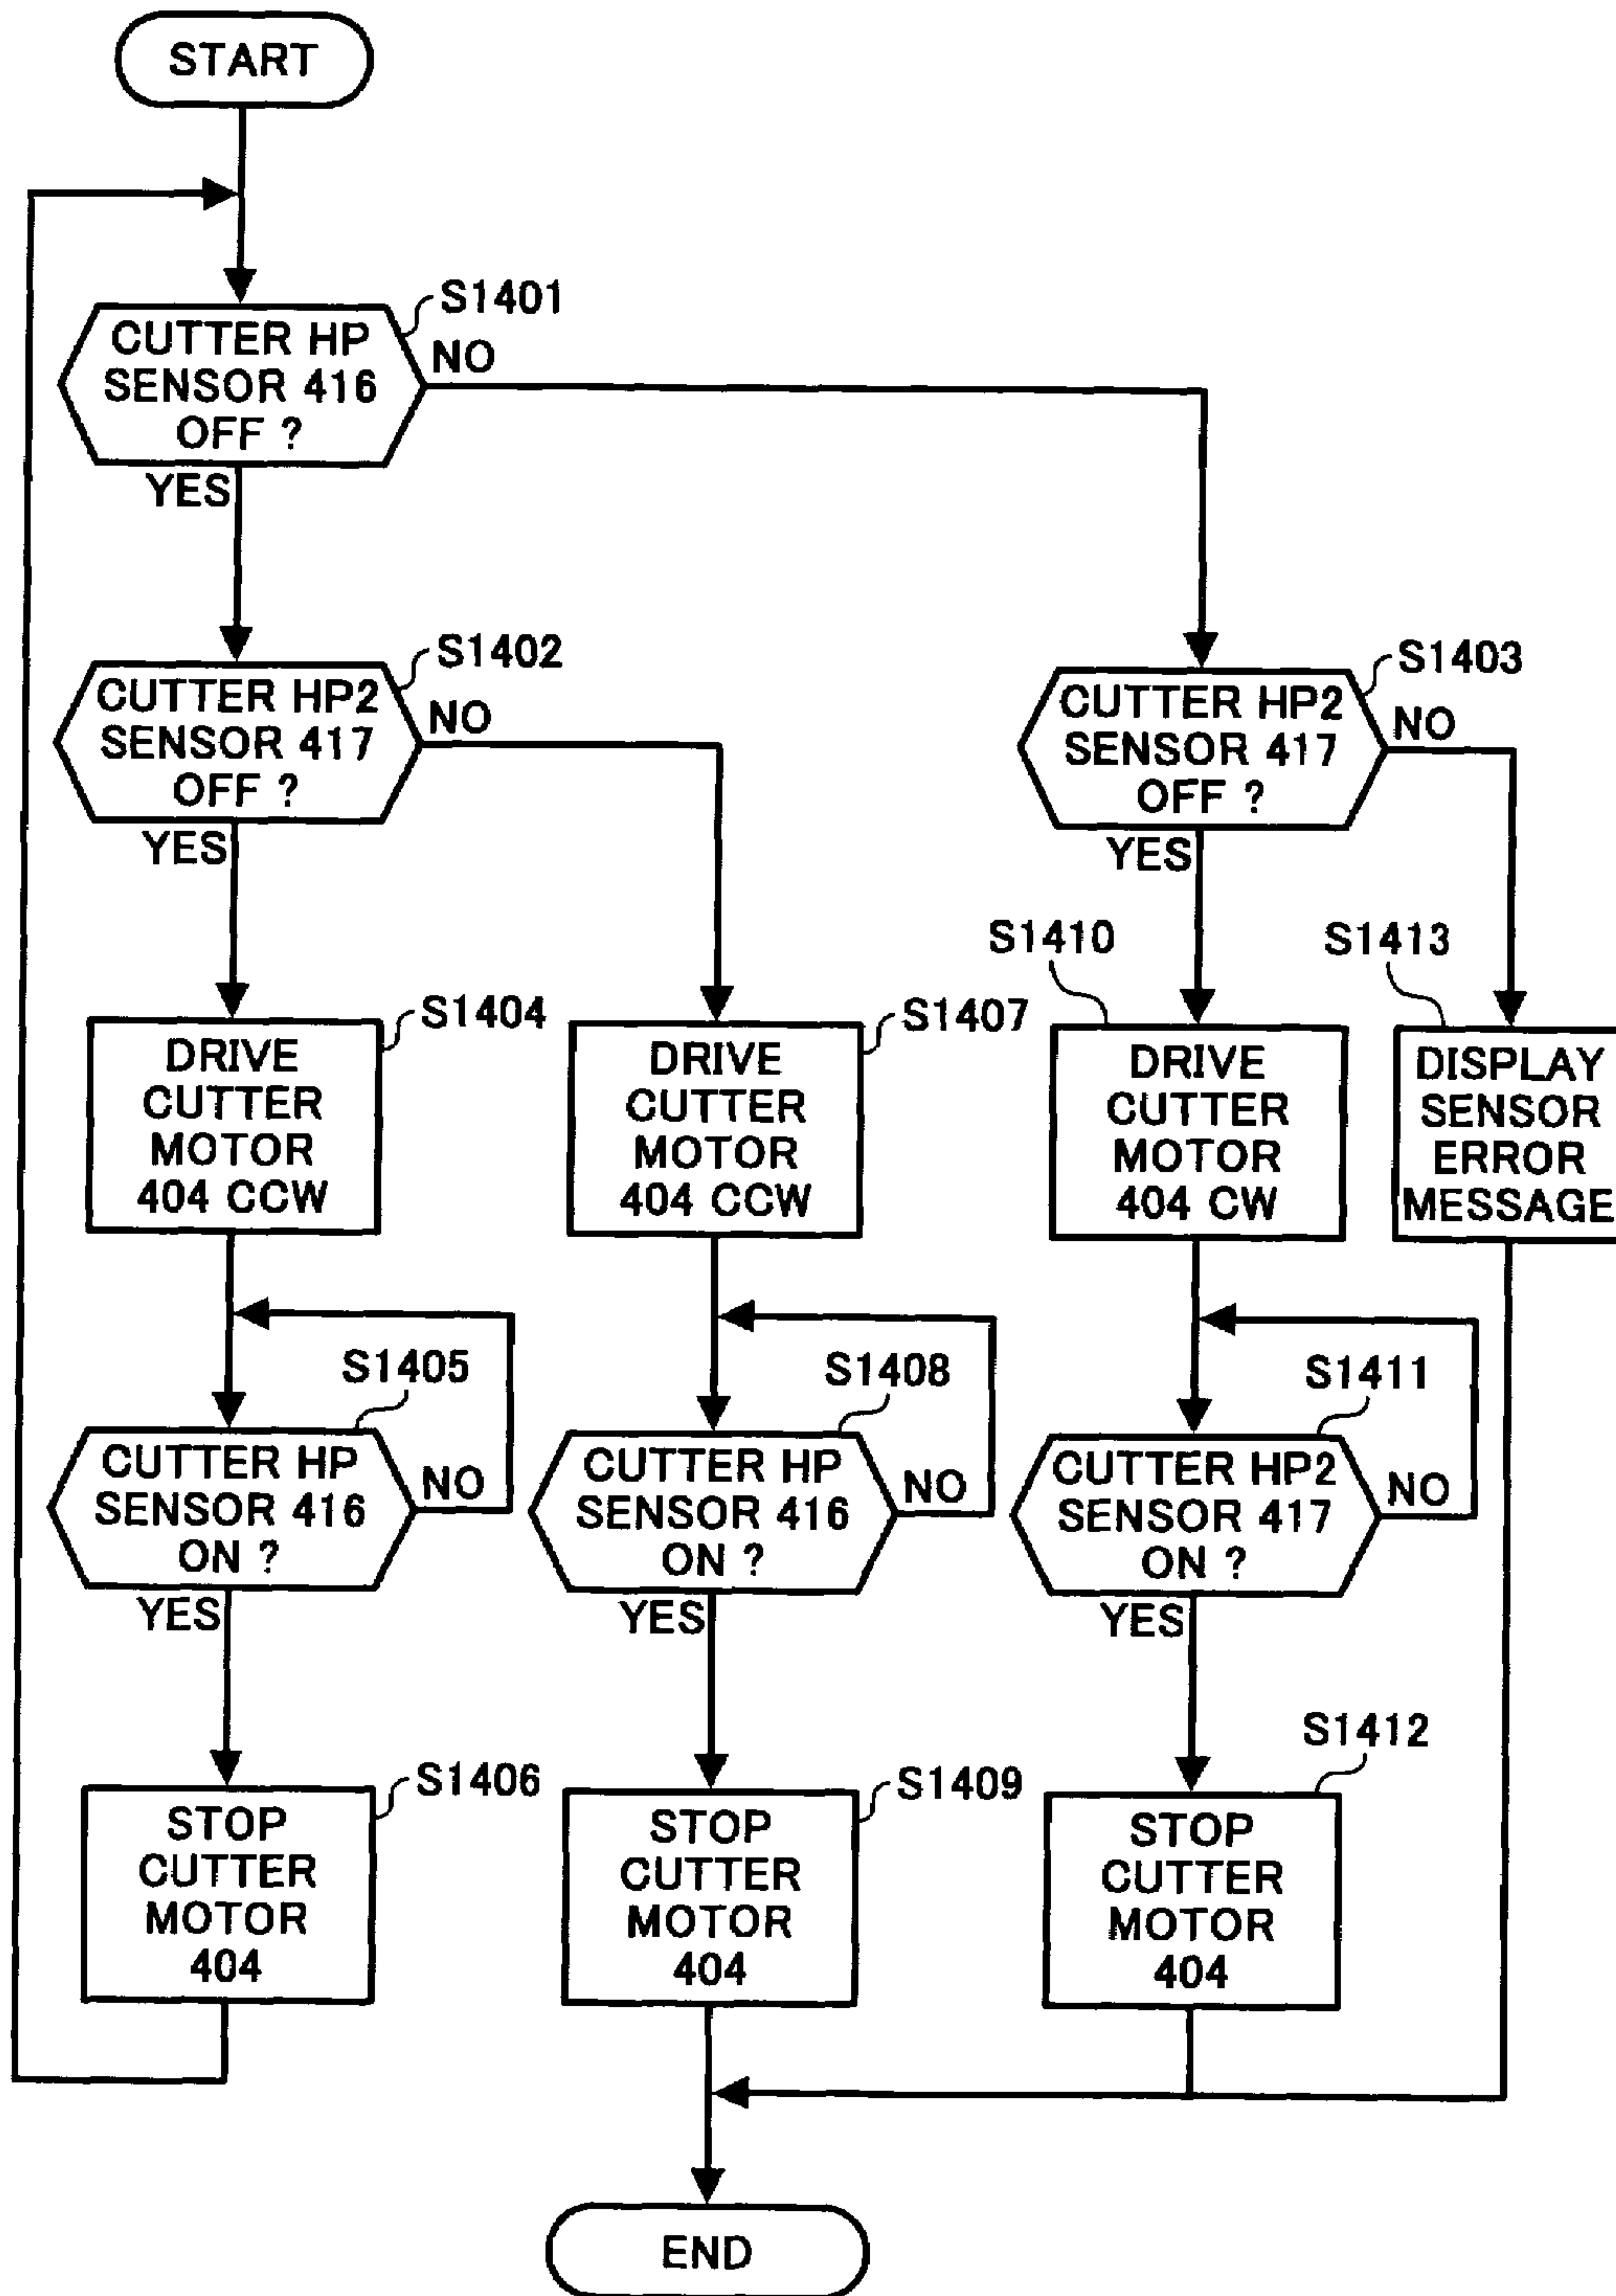 START
S1401
CUTTER HP
SENSOR 416
OFF ?
NO
YES
S1402
CUTTER HP2
SENSOR 417
OFF ?
NO
YES
S1403
CUTTER HP2
SENSOR 417
OFF ?
NO
YES
S1404
DRIVE
CUTTER
MOTOR
404 CCW
S1407
DRIVE
CUTTER
MOTOR
404 CCW
S1410
DRIVE
CUTTER
MOTOR
404 CW
S1413
DISPLAY
SENSOR
ERROR
MESSAGE
S1405
CUTTER HP
SENSOR 416
ON ?
NO
YES
S1408
CUTTER HP
SENSOR 416
ON ?
NO
YES
S1411
CUTTER HP2
SENSOR 417
ON ?
NO
YES
S1406
STOP
CUTTER
MOTOR
404
S1409
STOP
CUTTER
MOTOR
404
S1412
STOP
CUTTER
MOTOR
404
END